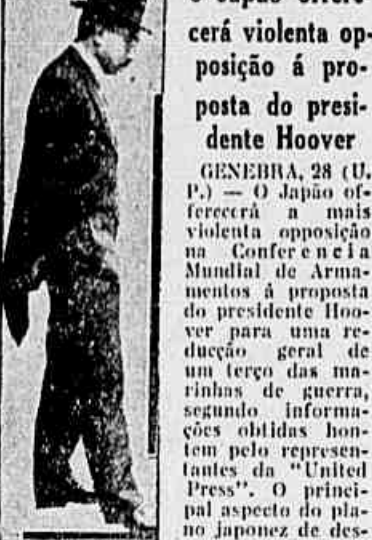 o Japão offere-
cerá violenta op-
posição á pro-
posta do presi-
dente Hoover
GENEBRA, 28 (U.
P.) — O Japão of-
ferecerá a mais
violenta opposição
na Conferencia
Mundial de Arma-
mentos á proposta
do presidente Hoo-
ver para uma re-
ducção geral de
um terço das ma-
rinhas de guerra,
segundo informa-
ções obtidas hon-
tem pelo represen-
tantes da "United
Press". O princi-
pal aspecto do pla-
no japonez de des-